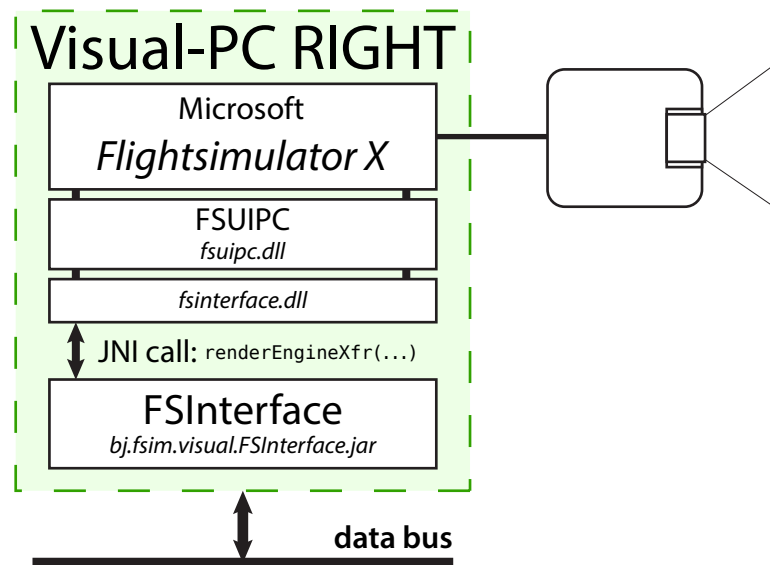 Visual-PC RIGHT
Microsoft
Flightsimulator X
FSUIPC
fsuipc.dll
fsinterface.dll
JNI call: renderEngineXfr(...)
FSInterface
bj.fsim.visual.FSInterface.jar
data bus